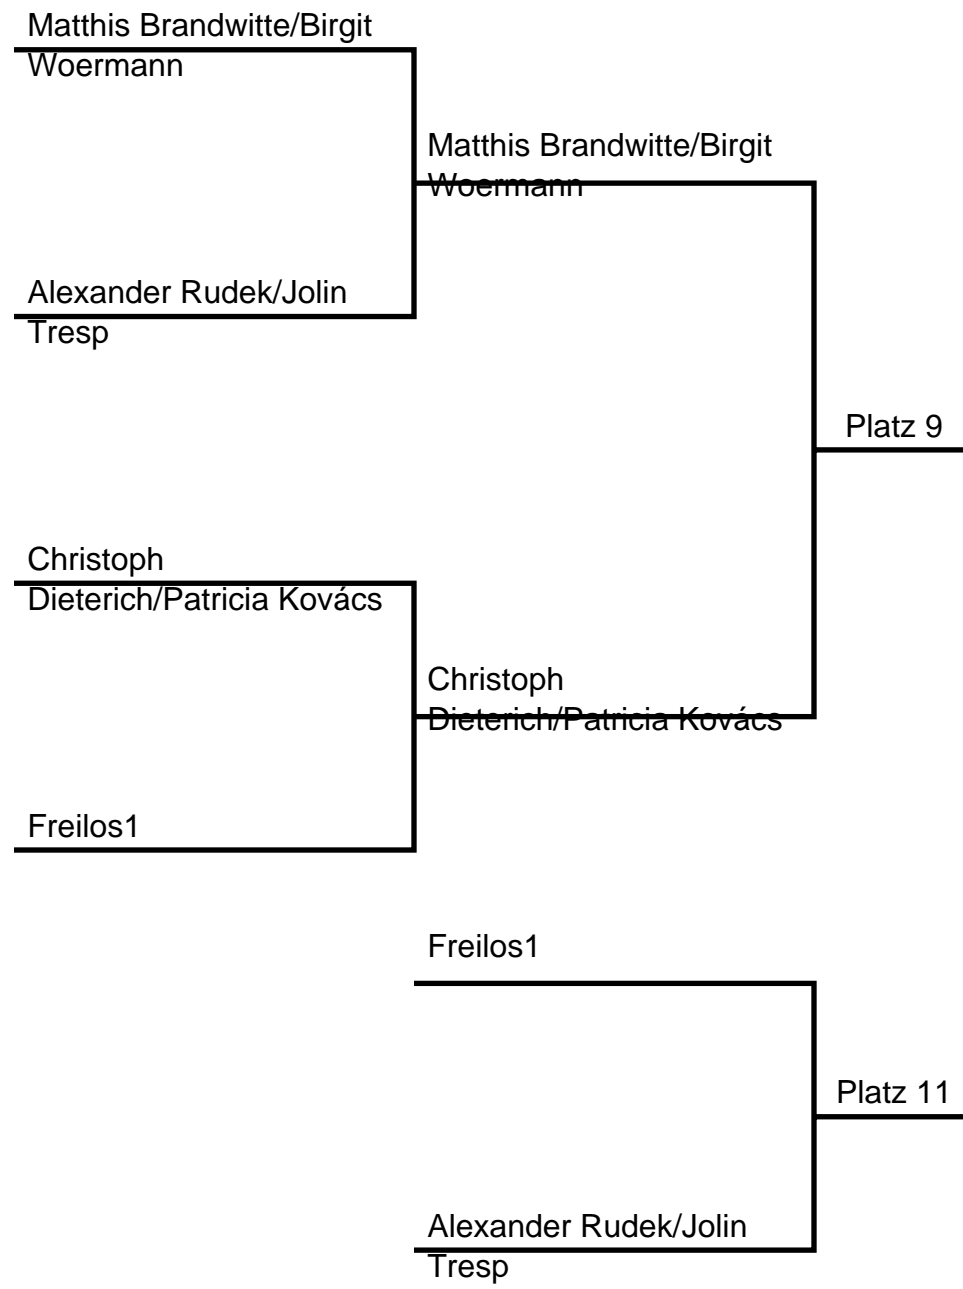 Matthis Brandwitte/Birgit
Woermann
Matthis Brandwitte/Birgit
Woermann
Alexander Rudek/Jolin
Tresp
Platz 9
Christoph
Dieterich/Patricia Kovács
Christoph
Dieterich/Patricia Kovács
Freilos1
Freilos1
Platz 11
Alexander Rudek/Jolin
Tresp